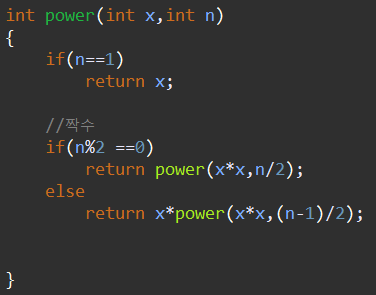 int power(int x,int n)
{
    if(n==1)
        return x;

    //짝수
    if(n%2 ==0)
        return power(x*x,n/2);
    else
        return x*power(x*x,(n-1)/2);


}